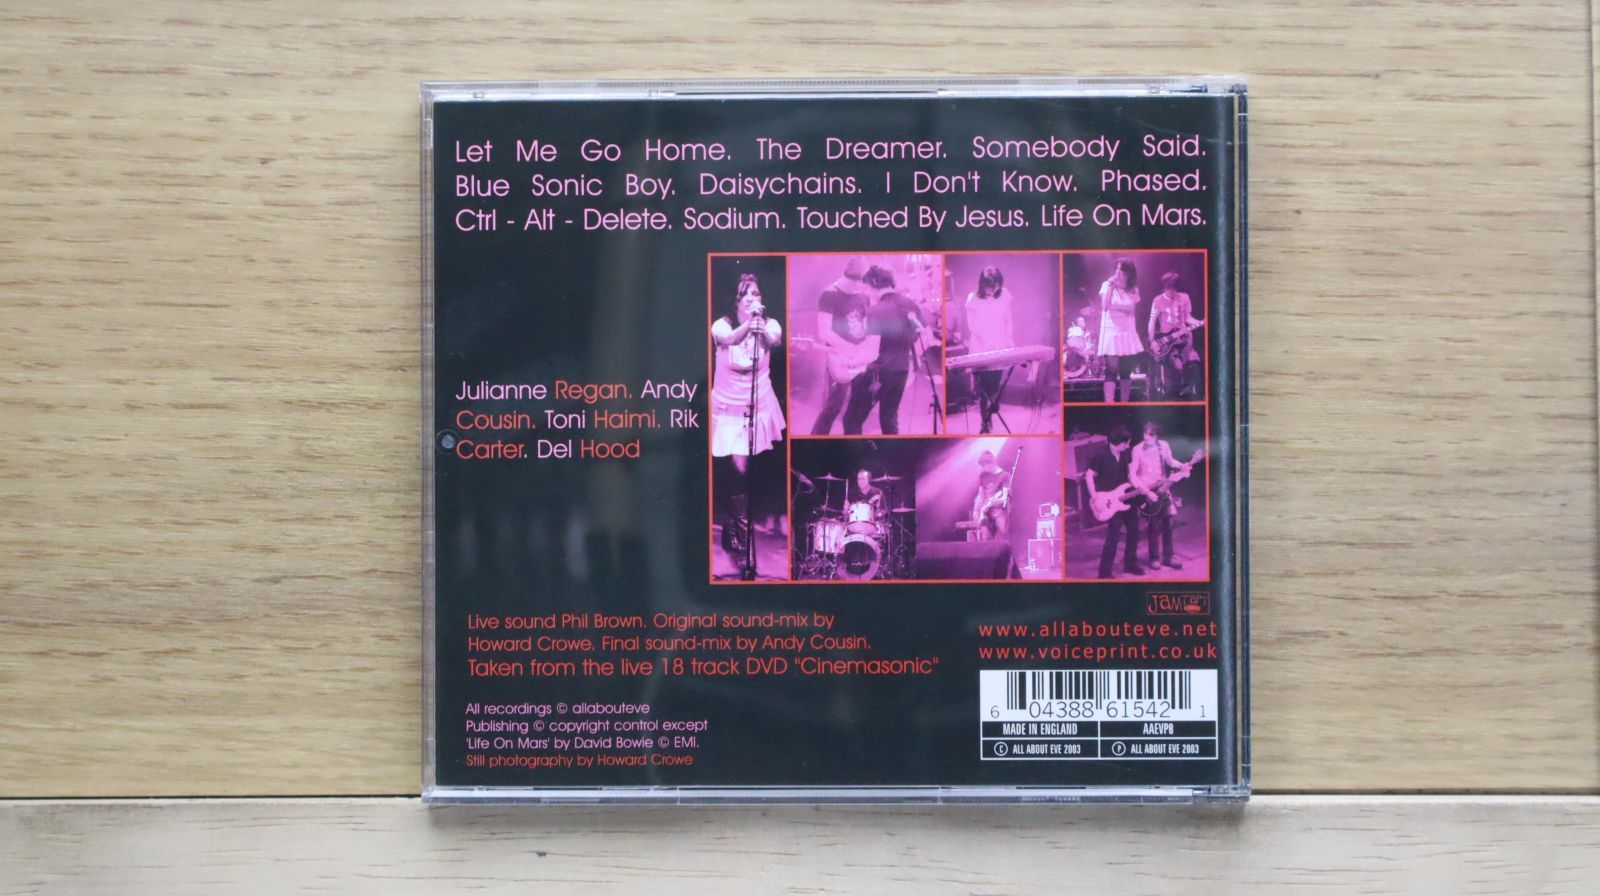 Let Me Go Home. The Dreamer. Somebody Said.
Blue Sonic Boy. Daisychains. I Don't Know. Phased.
Ctrl - Alt - Delete. Sodium. Touched By Jesus. Life On Mars.
Julianne Regan. Andy
Cousin. Toni Haimi. Rik
Carter. Del Hood
Live sound Phil Brown. Original sound-mix by
Howard Crowe. Final sound-mix by Andy Cousin.
Taken from the live 18 track DVD "Cinemasonic"
All recordings © allabouteve
Publishing © copyright control except
'Life On Mars' by David Bowie © EMI.
Still photography by Howard Crowe
Jam
www.allabouteve.net
www.voiceprint.co.uk
6 04388 61542 1
MADE IN ENGLAND AAEVP8
© ALL ABOUT EVE 2003 ℗ ALL ABOUT EVE 2003